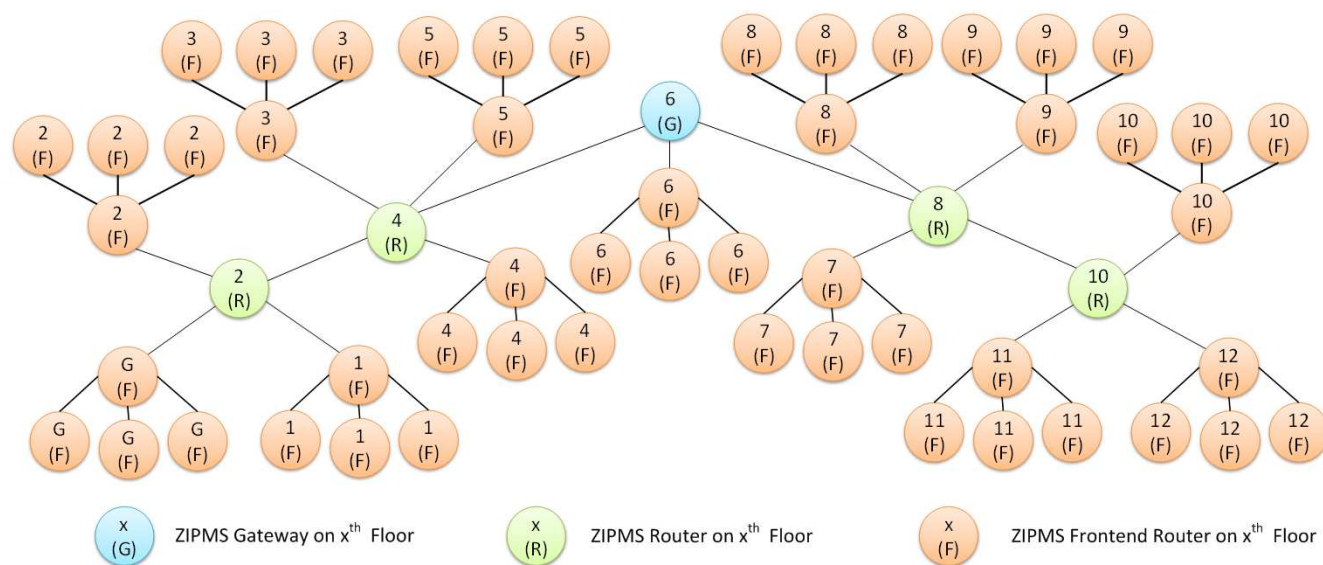 3 3 3 5 5 5 8 8 8 9 9 9
(F) (F) (F) (F) (F) (F) (F) (F) (F) (F) (F) (F)
6
(G)
3 5 8 9
(F) (F) (F) (F)
2 2 2 10 10 10
(F) (F) (F) (F) (F) (F)
6
(F)
2 4 8 10
(F) (R) (R) (F)
6 6 6
(F) (F) (F)
2 4 7 10
(R) (F) (F) (R)
4 4 4 7 7 7
(F) (F) (F) (F) (F) (F)
G 1 11 12
(F) (F) (F) (F)
G G G 1 1 1 11 11 11 12 12 12
(F) (F) (F) (F) (F) (F) (F) (F) (F) (F) (F) (F)
x
(G)
ZIPMS Gateway on xth Floor
x
(R)
ZIPMS Router on xth Floor
x
(F)
ZIPMS Frontend Router on xth Floor